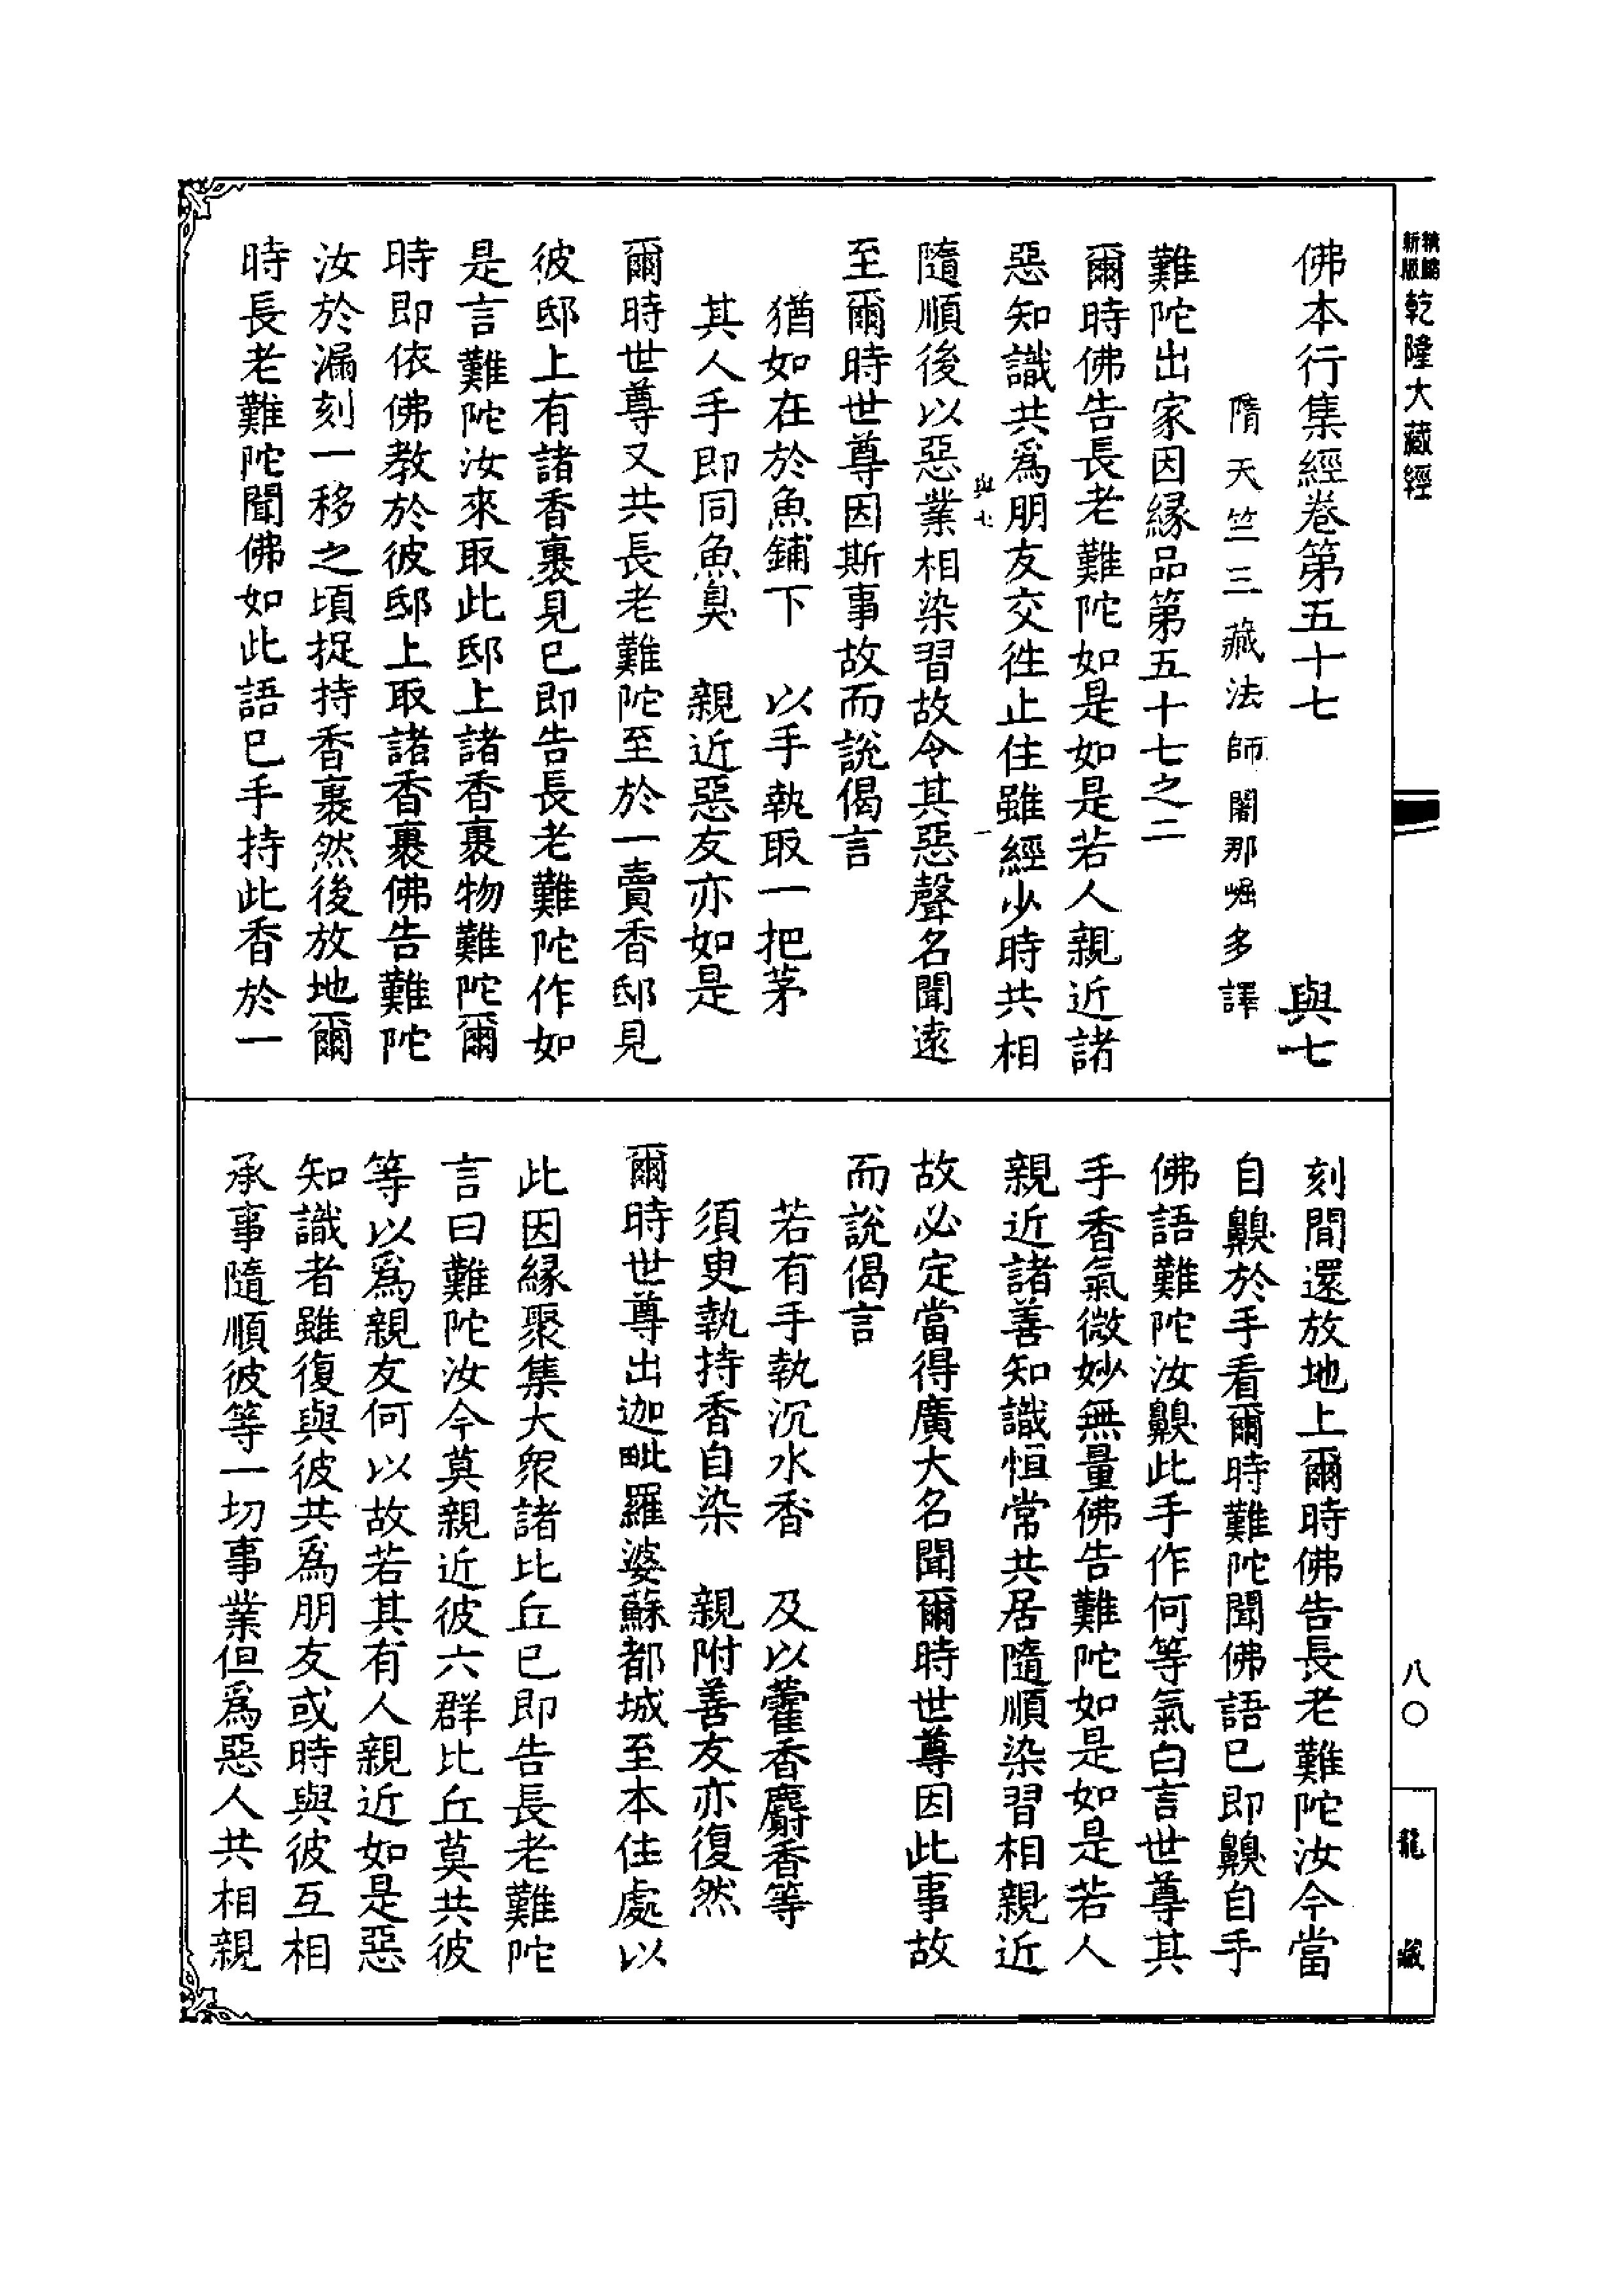 新版
乾隆大藏經
佛本行集經卷第五十七 與七
隋天竺三藏法師闍那崛多譯
難陀出家因緣品第五十七之二
爾時佛告長老難陀如是如是若人親近諸
惡知識共爲朋友交徃止住雖經少時共相
與七 一
隨順後以惡業相染習故令其惡聲名聞遠
至爾時世尊因斯事故而說偈言
猶如在於魚鋪下 以手執取一把茅
其人手即同魚臭 親近惡友亦如是
爾時世尊又共長老難陀至於一賣香邸見
彼邸上有諸香裹見已即告長老難陀作如
是言難陀汝來取此邸上諸香裹物難陀爾
時即依佛教於彼邸上取諸香裹佛告難陀
汝於漏刻一移之頃捉持香裹然後放地爾
時長老難陀聞佛如此語已手持此香於一
刻間還放地上爾時佛告長老難陀汝今當
自齅於手看爾時難陀聞佛語已即齅自手
佛語難陀汝齅此手作何等氣白言世尊其
手香氣微妙無量佛告難陀如是如是若人
親近諸善知識恒常共居隨順染習相親近
故必定當得廣大名聞爾時世尊因此事故
而說偈言
若有手執沉水香 及以藿香麝香等
須臾執持香自染 親附善友亦復然
爾時世尊出迦毗羅婆蘇都城至本住處以
此因緣聚集大衆諸比丘已即告長老難陀
言曰難陀汝今莫親近彼六群比丘莫共彼
等以爲親友何以故若其有人親近如是惡
知識者雖復與彼共爲朋友或時與彼互相
承事隨順彼等一切事業但爲惡人共相親
八〇
龍藏